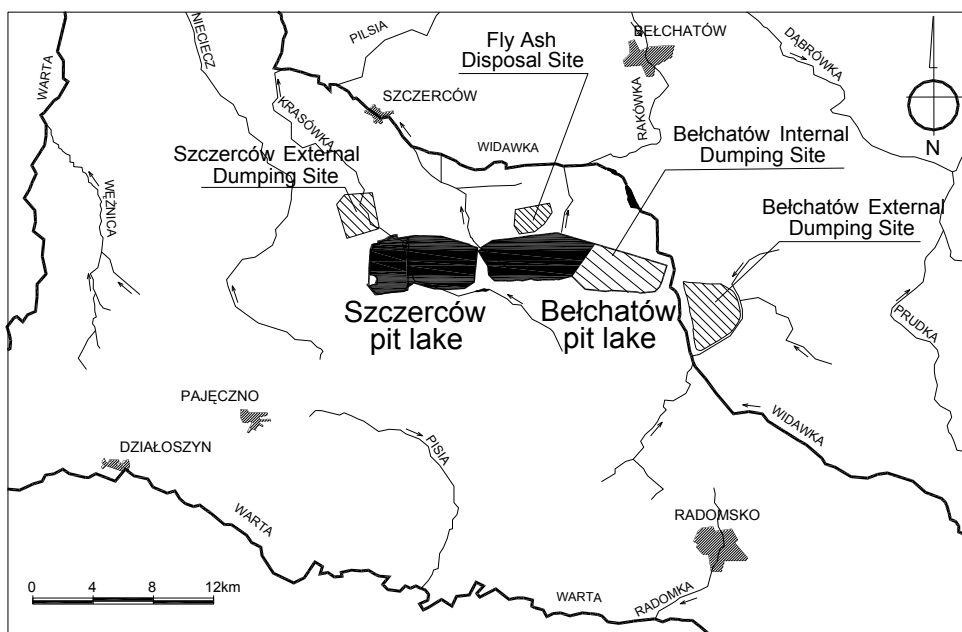 WARTA
NIECIECZ
PILSIA
Fly Ash
Disposal Site
BEŁCHATÓW
DĄBRÓWKA
KRASÓWKA
SZCZERCÓW
RAKÓWKA
N
Szczerców External
Dumping Site
WIDAWKA
Bełchatów Internal
Dumping Site
WĘŻNICA
Bełchatów External
Dumping Site
Szczerców
pit lake
Bełchatów
pit lake
PRUDKA
PAJĘCZNO
WIDAWKA
DZIAŁOSZYN
PISIA
WARTA
RADOMSKO
0 4 8 12km
WARTA
RADOMKA